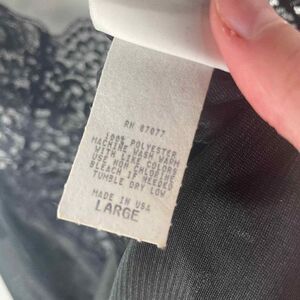 RN 87077
100% POLYESTER
MACHINE WASH WARM
WITH LIKE COLORS
USE NON CHLORINE
BLEACH IF NEEDED
TUMBLE DRY LOW
MADE IN USA
LARGE